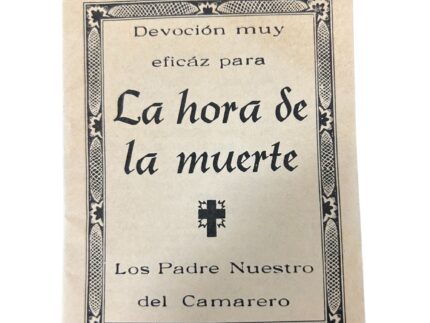 Devoción muy
eficáz para
La hora de
la muerte
Los Padre Nuestro
del Camarero